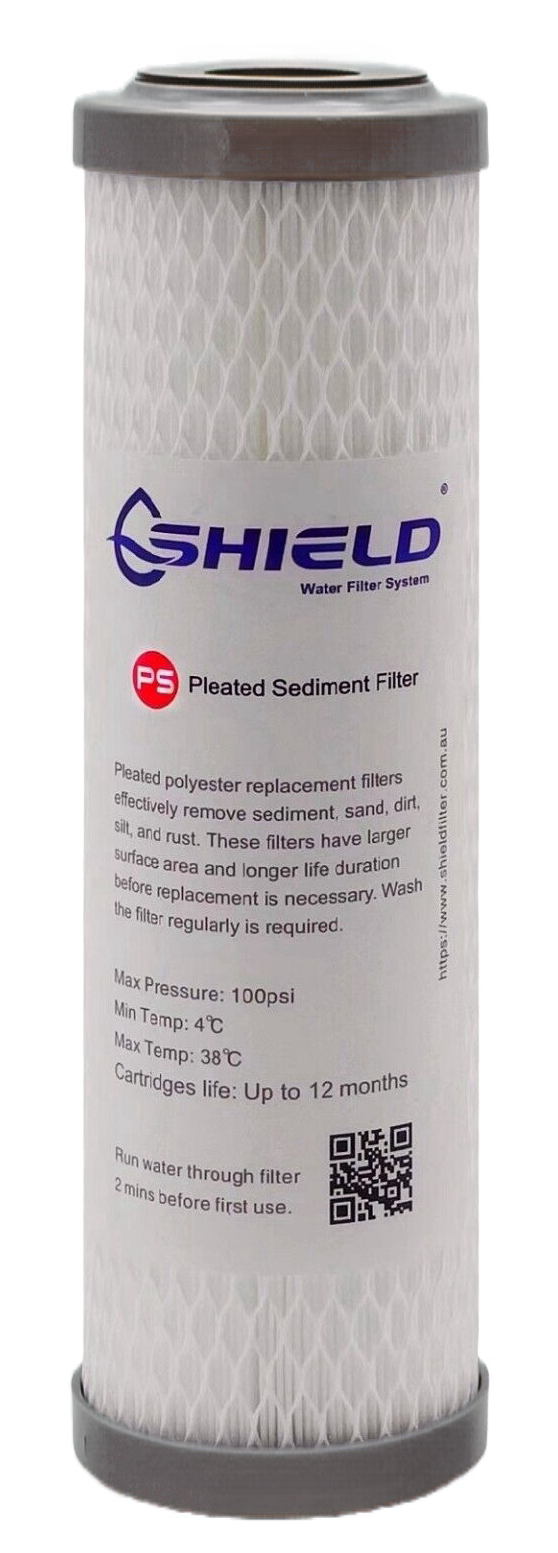 SHIELD®
Water Filter System
PS Pleated Sediment Filter
Pleated polyester replacement filters
effectively remove sediment, sand, dirt,
silt, and rust. These filters have larger
surface area and longer life duration
before replacement is necessary. Wash
the filter regularly is required.
https://www.shieldfilter.com.au
Max Pressure: 100psi
Min Temp: 4℃
Max Temp: 38℃
Cartridges life: Up to 12 months
Run water through filter
2 mins before first use.